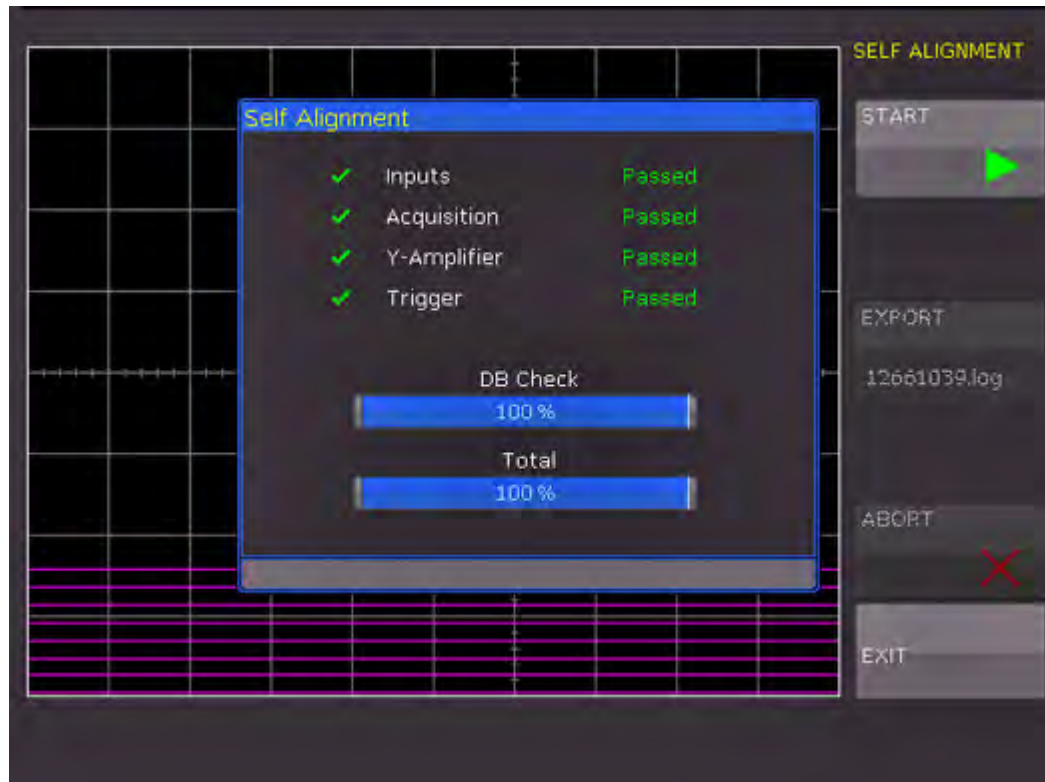 SELF ALIGNMENT
Self Alignment
START
Inputs Passed
Acquisition Passed
Y-Amplifier Passed
Trigger Passed
EXPORT
12661039.log
DB Check
100 %
Total
100 %
ABORT
EXIT